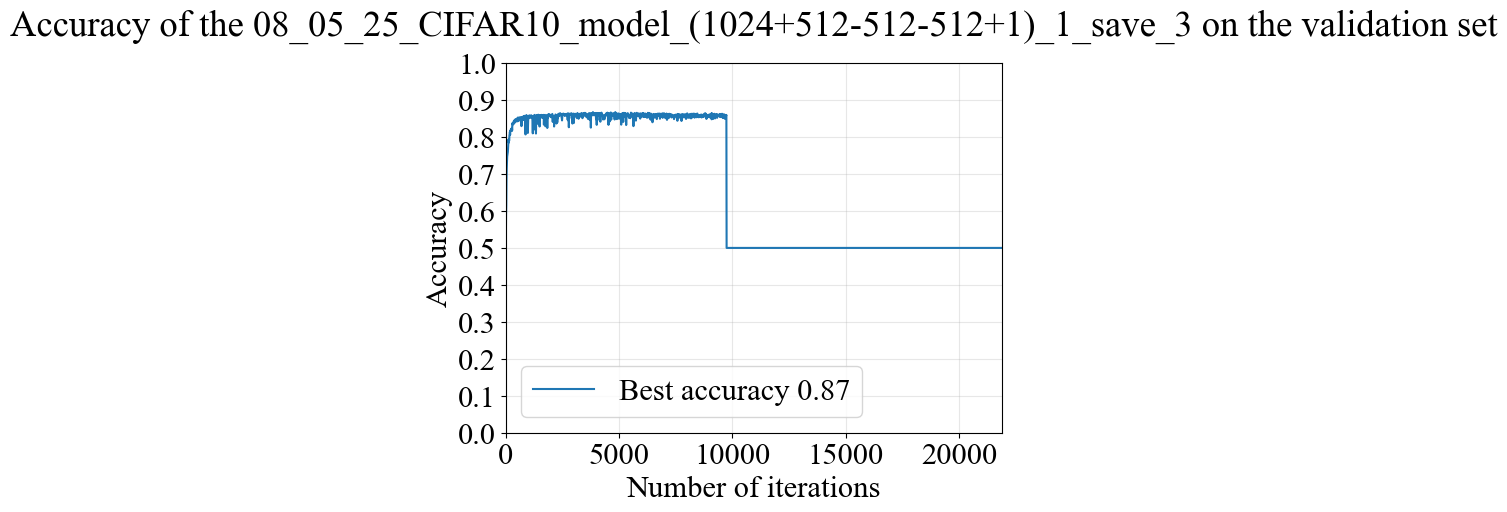 Accuracy of the 08_05_25_CIFAR10_model_(1024+512-512-512+1)_1_save_3 on the validation set
1.0
0.9
0.8
0.7
0.6
0.5
0.4
0.3
0.2
0.1
0.0
Accuracy
Best accuracy 0.87
0 5000 10000 15000 20000
Number of iterations